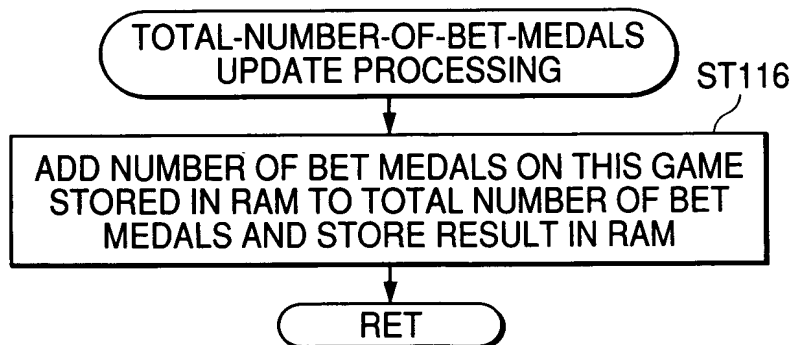 TOTAL-NUMBER-OF-BET-MEDALS
UPDATE PROCESSING
ST116
ADD NUMBER OF BET MEDALS ON THIS GAME
STORED IN RAM TO TOTAL NUMBER OF BET
MEDALS AND STORE RESULT IN RAM
RET